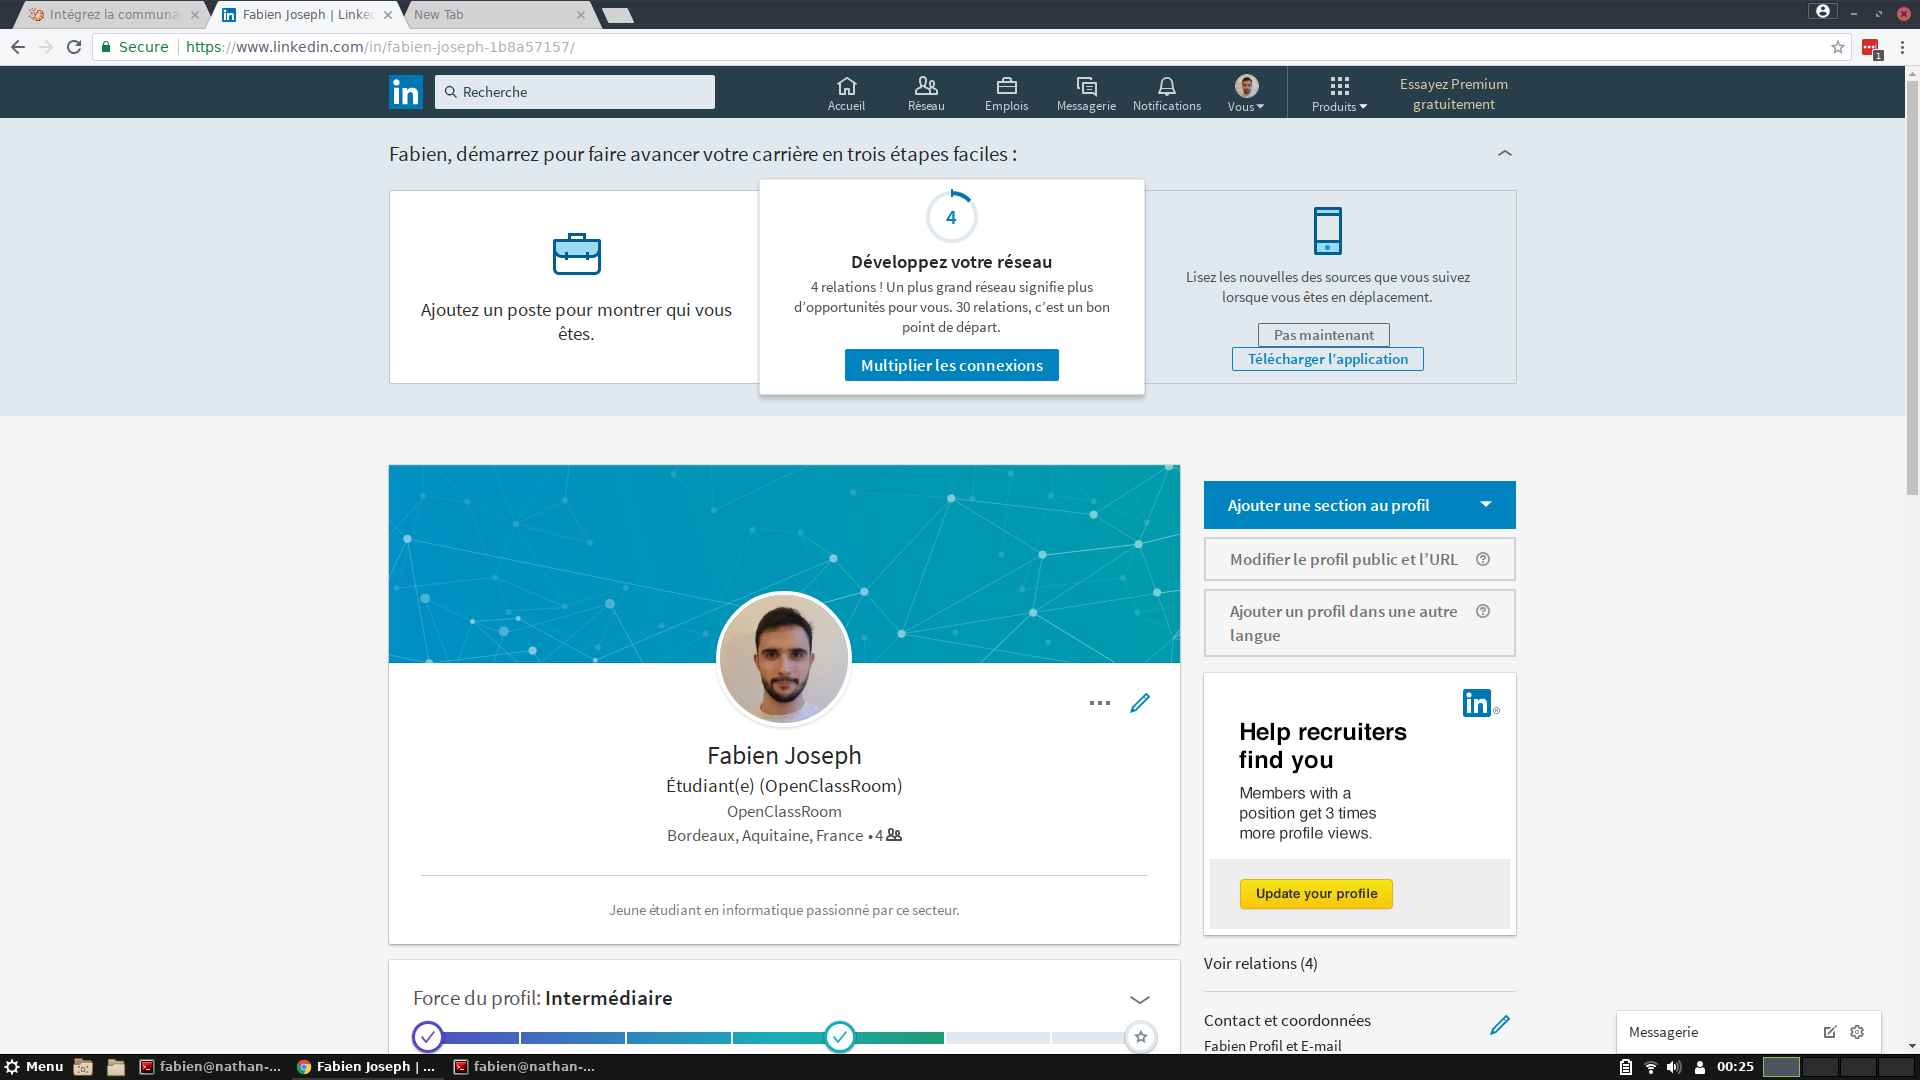 Intégrez la communa
Fabien Joseph | Linke
New Tab
Secure
https://www.linkedin.com/in/fabien-joseph-1b8a57157/
1
in
Recherche
Accueil
Réseau
Emplois
Messagerie
Notifications
Vous
Produits
Essayez Premium
gratuitement
Fabien, démarrez pour faire avancer votre carrière en trois étapes faciles :
Ajoutez un poste pour montrer qui vous
êtes.
4
Développez votre réseau
4 relations ! Un plus grand réseau signifie plus
d’opportunités pour vous. 30 relations, c’est un bon
point de départ.
Multiplier les connexions
Lisez les nouvelles des sources que vous suivez
lorsque vous êtes en déplacement.
Pas maintenant
Télécharger l’application
Fabien Joseph
Étudiant(e) (OpenClassRoom)
OpenClassRoom
Bordeaux, Aquitaine, France • 4
Jeune étudiant en informatique passionné par ce secteur.
Force du profil: Intermédiaire
Ajouter une section au profil
Modifier le profil public et l’URL
Ajouter un profil dans une autre
langue
in
Help recruiters
find you
Members with a
position get 3 times
more profile views.
Update your profile
Voir relations (4)
Contact et coordonnées
Fabien Profil et E-mail
Messagerie
Menu
fabien@nathan-...
Fabien Joseph | ...
fabien@nathan-...
00:25